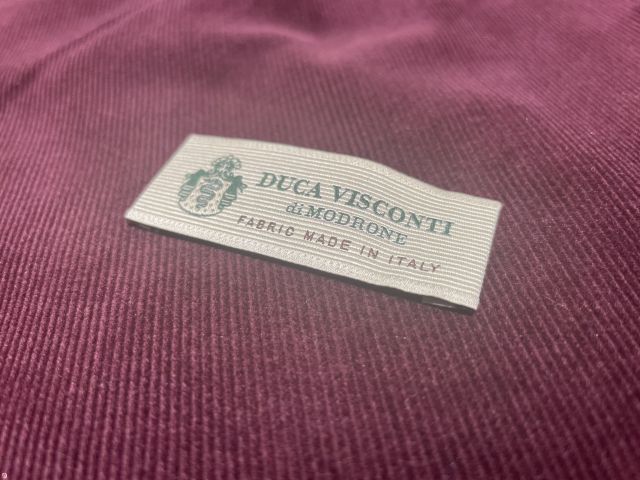 DUCA VISCONTI
di MODRONE
FABRIC MADE IN ITALY